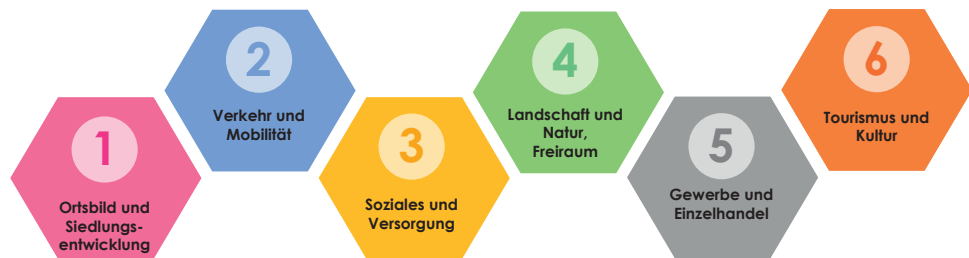 1
Ortsbild und
Siedlungs-
entwicklung
2
Verkehr und
Mobilität
3
Soziales und
Versorgung
4
Landschaft und
Natur,
Freiraum
5
Gewerbe und
Einzelhandel
6
Tourismus und
Kultur